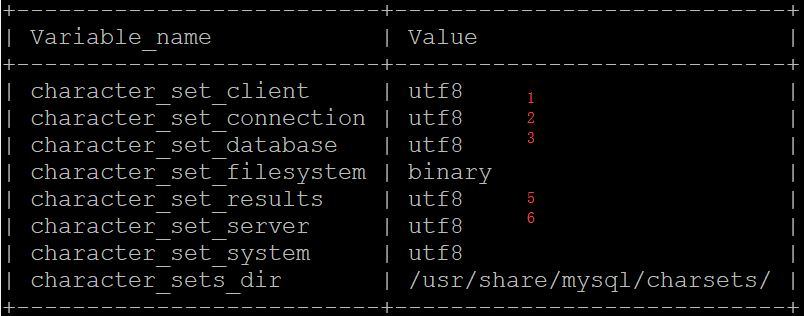 +----------------------------+----------------------------+
| Variable_name | Value |
+----------------------------+----------------------------+
| character_set_client | utf8 1 |
| character_set_connection | utf8 2 |
| character_set_database | utf8 3 |
| character_set_filesystem | binary |
| character_set_results | utf8 5 |
| character_set_server | utf8 6 |
| character_set_system | utf8 |
| character_sets_dir | /usr/share/mysql/charsets/ |
+----------------------------+----------------------------+